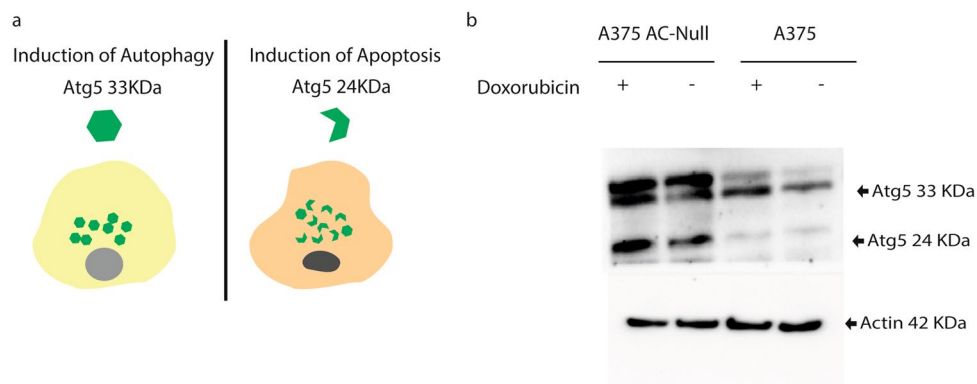 a
Induction of Autophagy
Atg5 33KDa
Induction of Apoptosis
Atg5 24KDa
b
A375 AC-Null
A375
Doxorubicin + - + -
Atg5 33 KDa
Atg5 24 KDa
Actin 42 KDa